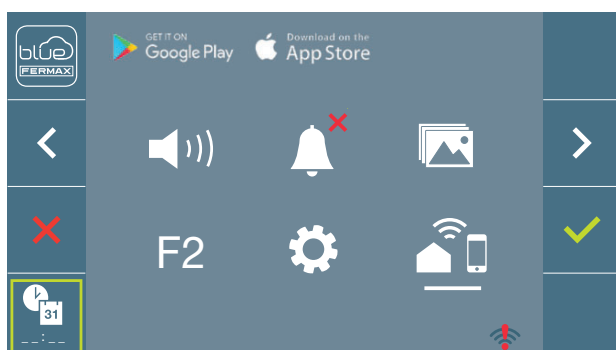 blue
FERMAX
GET IT ON
Google Play
Download on the
App Store
F2
31
--:--